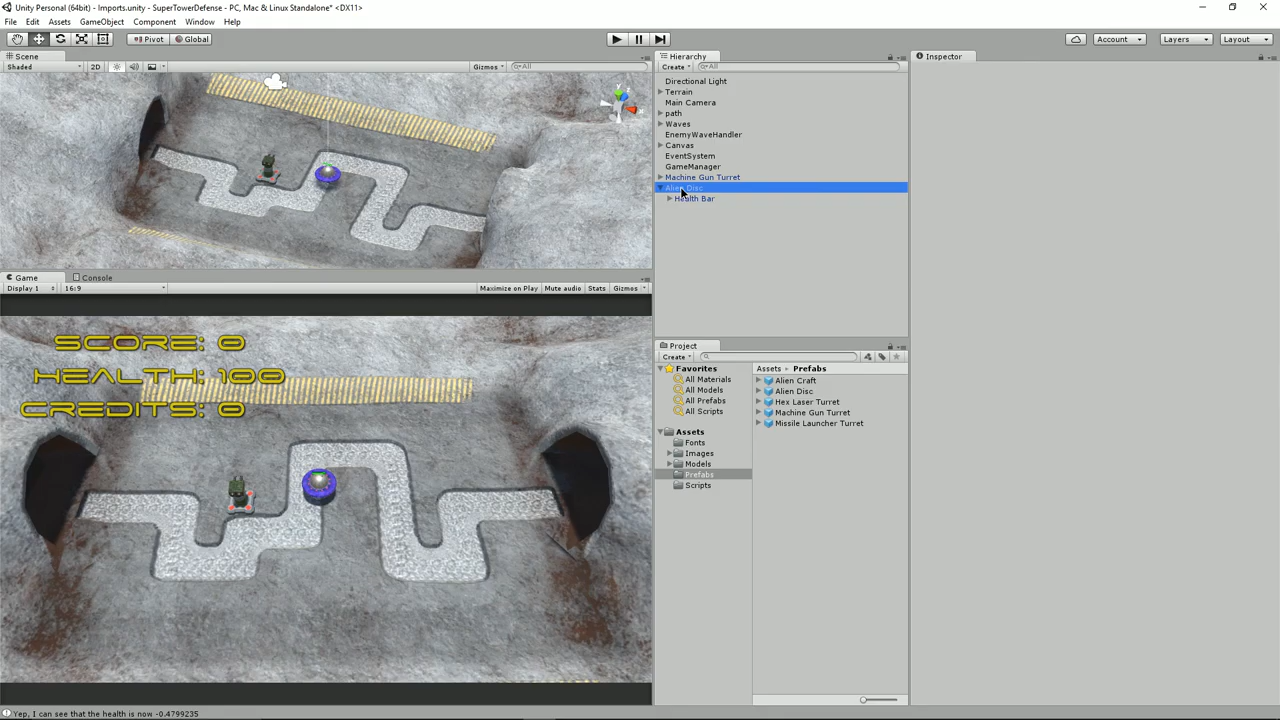 Unity Personal (64bit) - Imports.unity - SuperTowerDefense - PC, Mac & Linux Standalone* <DX11>
File Edit Assets GameObject Component Window Help
Pivot Global Account Layers Layout
Scene
Shaded 2D Gizmos All
Hierarchy
Create All
Directional Light
Terrain
Main Camera
path
Waves
EnemyWaveHandler
Canvas
EventSystem
GameManager
Machine Gun Turret
Alien Disc
Health Bar
Inspector
Game Console
Display 1 16:9 Maximize on Play Mute audio Stats Gizmos
SCORE: 0
HEALTH: 100
CREDITS: 0
Project
Create
Favorites
All Materials
All Models
All Prefabs
All Scripts
Assets
Fonts
Images
Models
Prefabs
Scripts
Assets Prefabs
Alien Craft
Alien Disc
Hex Laser Turret
Machine Gun Turret
Missile Launcher Turret
Yep, I can see that the health is now -0.4799235